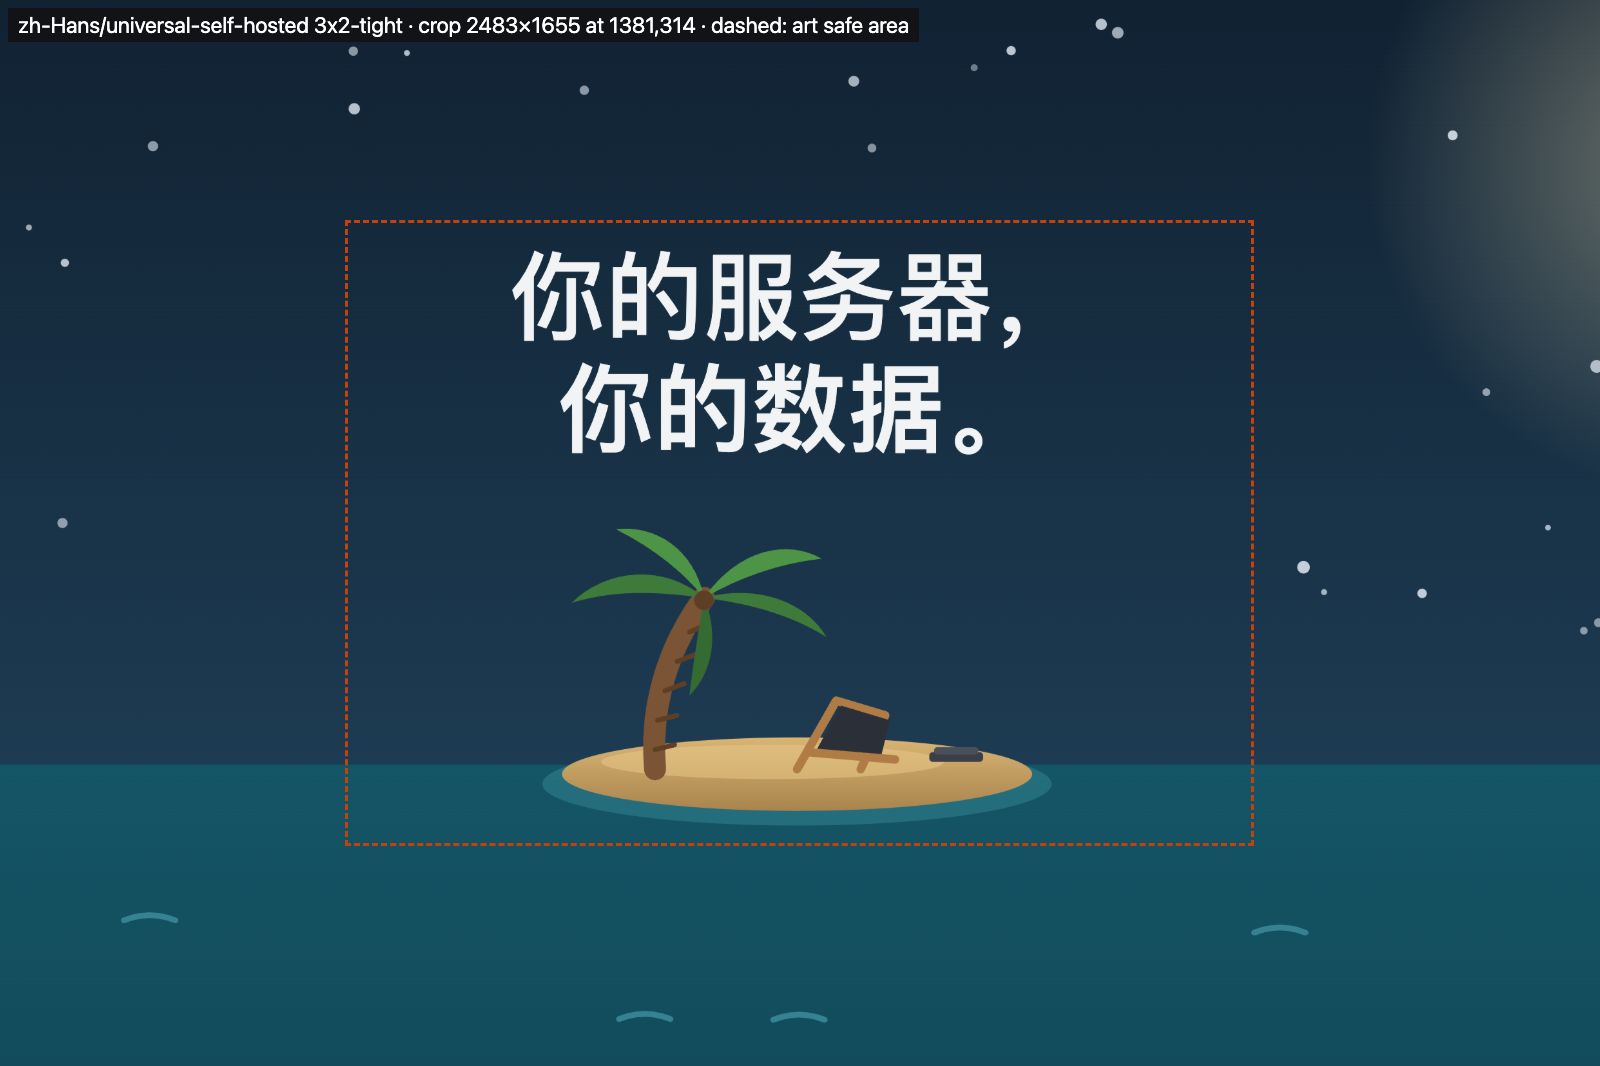 zh-Hans/universal-self-hosted 3x2-tight · crop 2483×1655 at 1381,314 · dashed: art safe area
你的服务器，
你的数据。